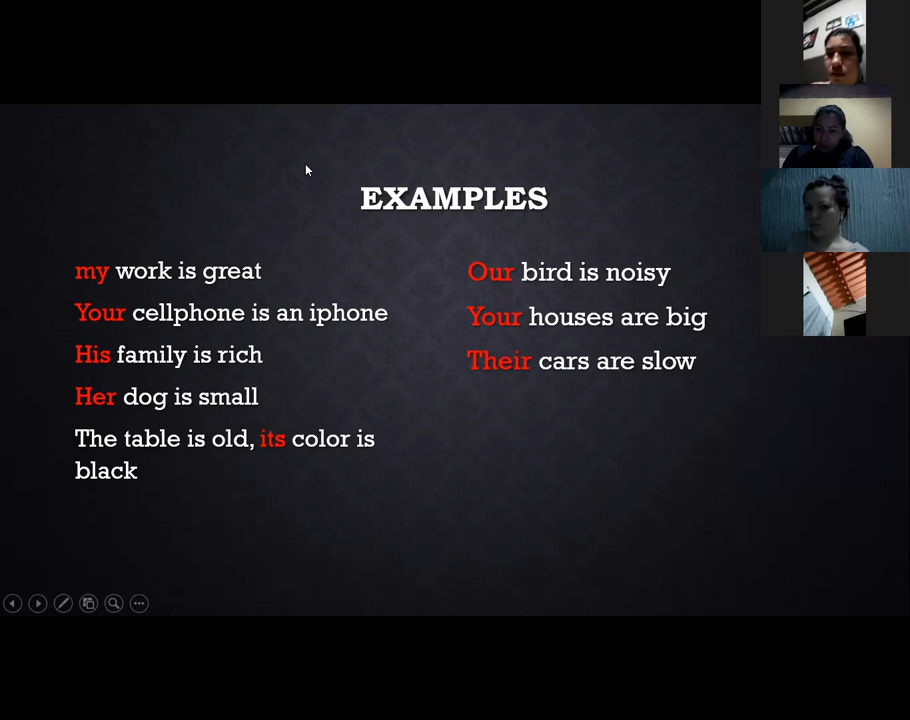 EXAMPLES
my work is great
Your cellphone is an iphone
His family is rich
Her dog is small
The table is old, its color is
black
Our bird is noisy
Your houses are big
Their cars are slow